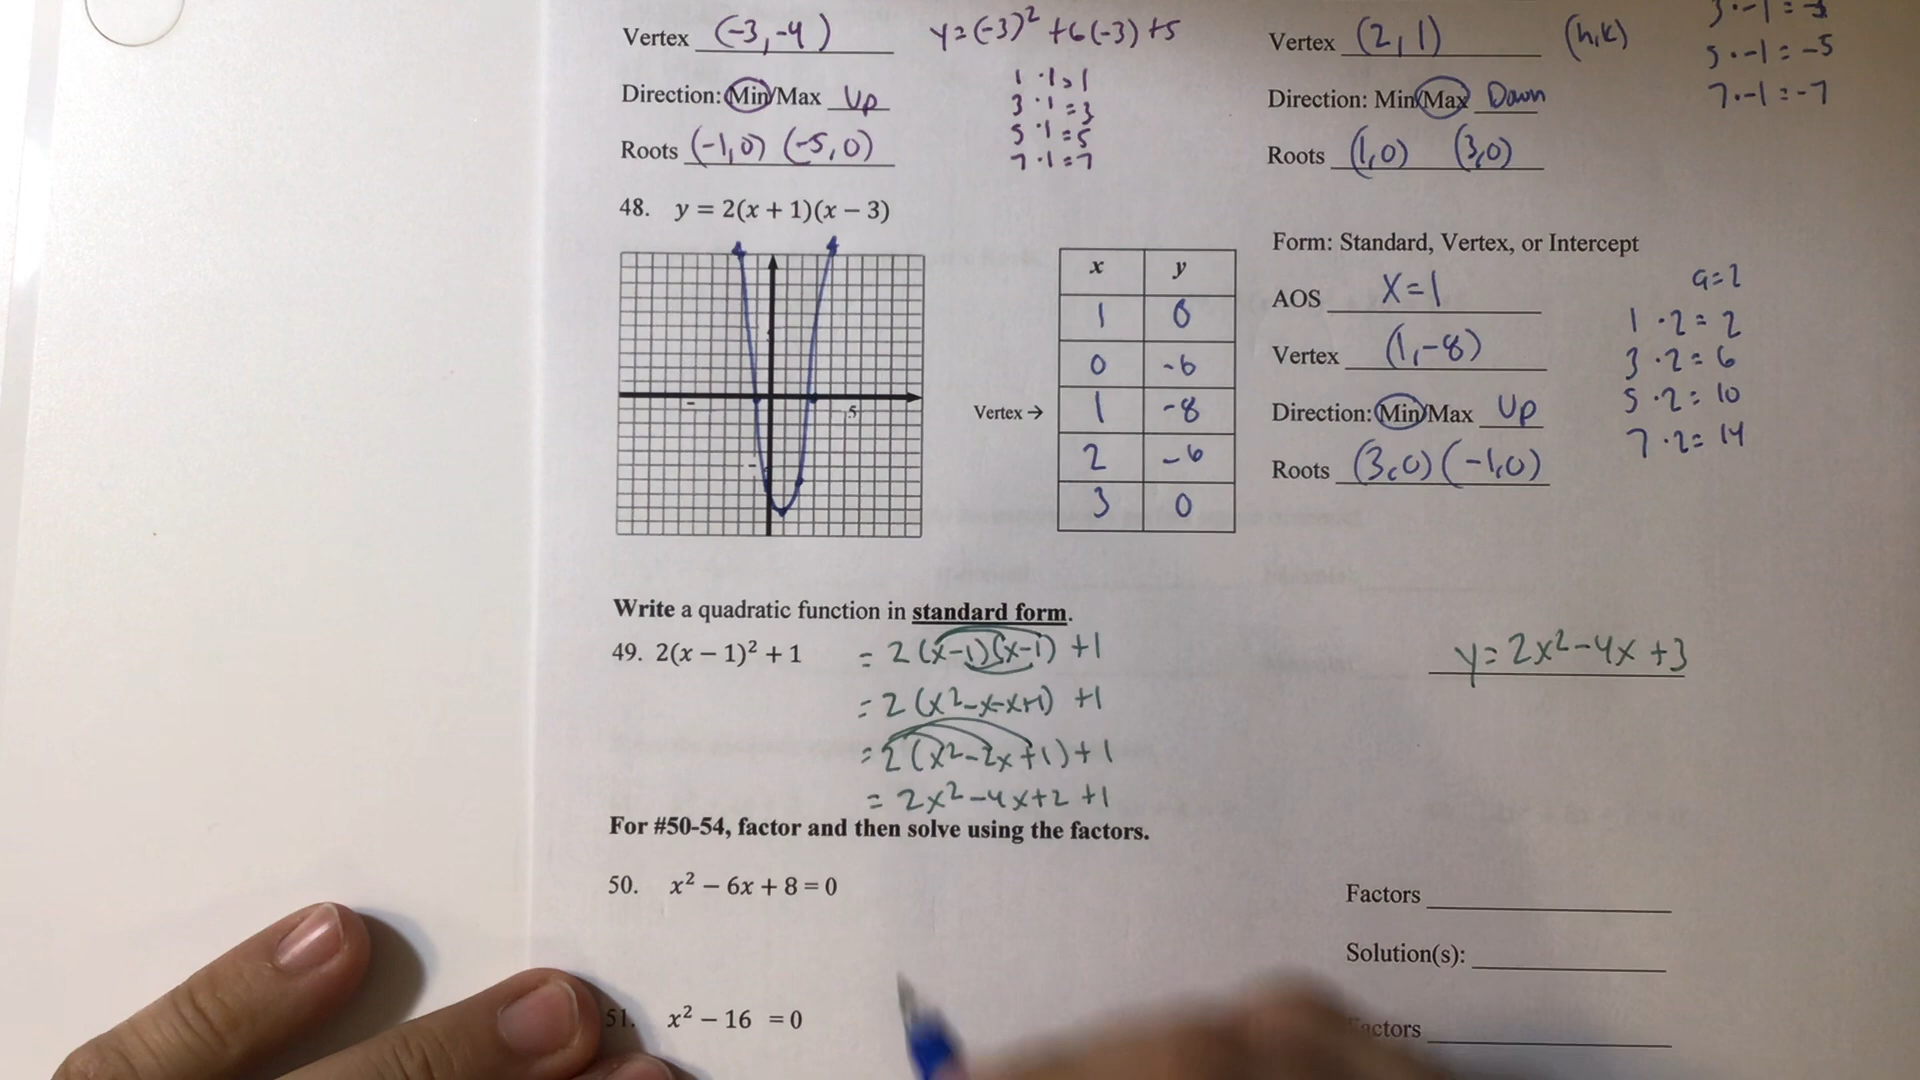 Vertex (-3,-4) y=(-3)² +6(-3)+5
1·1=1
Direction: Min/Max Up
3·1=3
5·1=5
Roots (-1,0) (-5,0)
7·1=7
Vertex (2,1) (h,k)
5·-1=-5
Direction: Min/Max Down
7·-1=-7
Roots (1,0) (3,0)
48. y = 2(x + 1)(x − 3)
5
x y
1 0
0 -6
Vertex → 1 -8
2 -6
3 0
Form: Standard, Vertex, or Intercept
a=2
AOS x=1
1·2=2
Vertex (1,-8)
3·2=6
5·2=10
Direction: Min/Max Up
7·2=14
Roots (3,0)(-1,0)
Write a quadratic function in standard form.
49. 2(x − 1)² + 1 = 2(x-1)(x-1)+1 y=2x²-4x+3
= 2(x²-x-x+1) +1
=2(x²-2x+1)+1
= 2x²-4x+2+1
For #50-54, factor and then solve using the factors.
50. x² − 6x + 8 = 0 Factors
Solution(s):
51. x² − 16 = 0 Factors